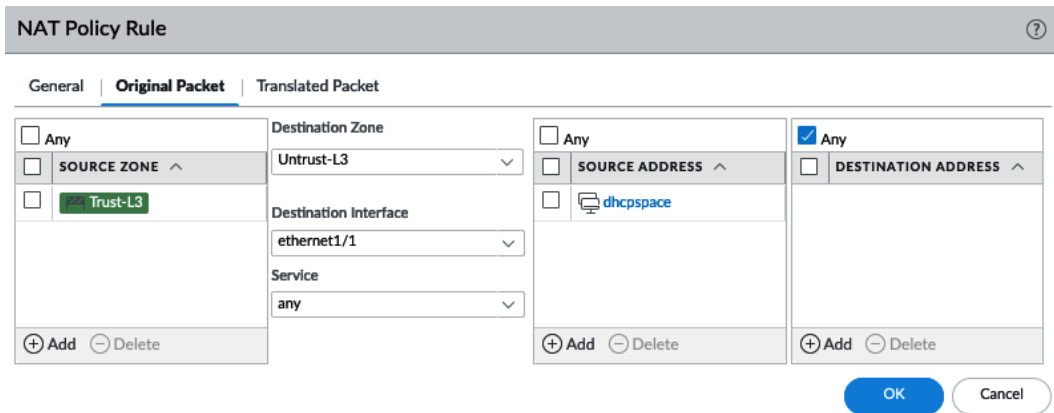 NAT Policy Rule
General | Original Packet | Translated Packet
Any
SOURCE ZONE
Trust-L3
Add Delete
Destination Zone
Untrust-L3
Destination Interface
ethernet1/1
Service
any
Any
SOURCE ADDRESS
dhcpspace
Add Delete
Any
DESTINATION ADDRESS
Add Delete
OK Cancel